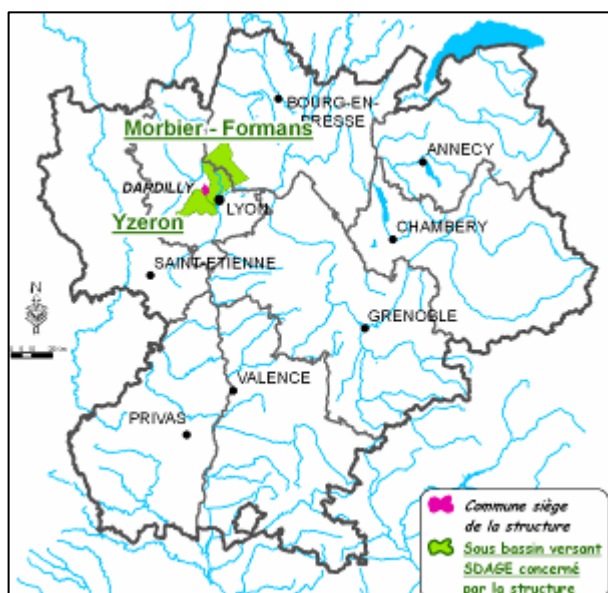 BOURG-EN-
BRESSE
Morbier - Formans
ANNECY
DARDILLY
LYON
Yzeron
CHAMBERY
SAINT-ETIENNE
N
GRENOBLE
VALENCE
PRIVAS
Commune siège
de la structure
Sous bassin versant
SDAGE concerné
par la structure